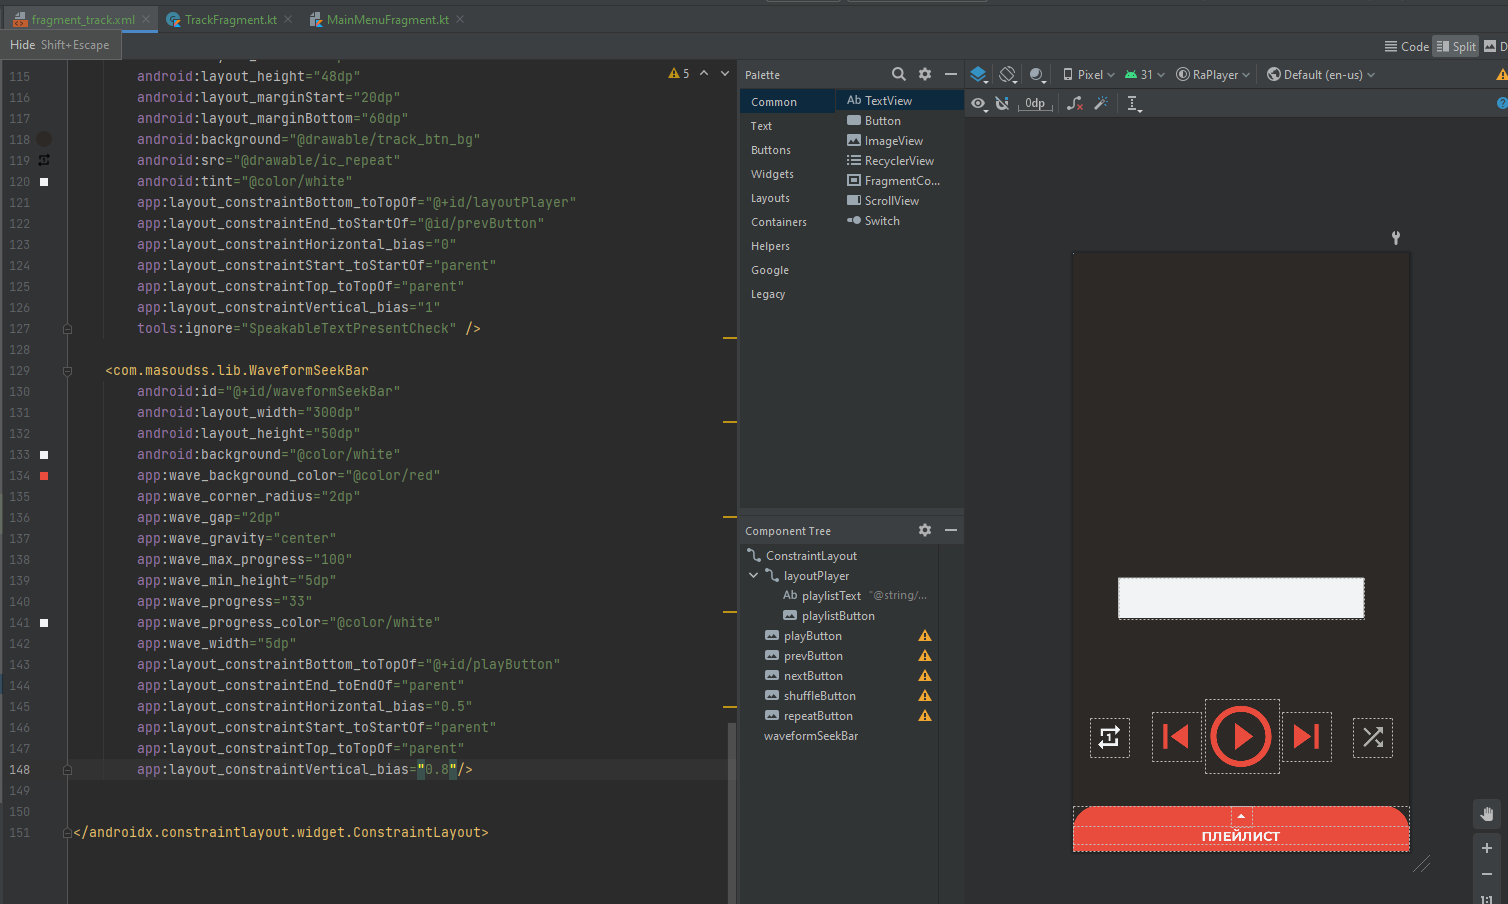 fragment_track.xml
TrackFragment.kt
MainMenuFragment.kt
Hide Shift+Escape
Code
Split
D
115 android:layout_height="48dp"
116 android:layout_marginStart="20dp"
117 android:layout_marginBottom="60dp"
118 android:background="@drawable/track_btn_bg"
119 android:src="@drawable/ic_repeat"
120 android:tint="@color/white"
121 app:layout_constraintBottom_toTopOf="@+id/layoutPlayer"
122 app:layout_constraintEnd_toStartOf="@id/prevButton"
123 app:layout_constraintHorizontal_bias="0"
124 app:layout_constraintStart_toStartOf="parent"
125 app:layout_constraintTop_toTopOf="parent"
126 app:layout_constraintVertical_bias="1"
127 tools:ignore="SpeakableTextPresentCheck" />
128
129 <com.masoudss.lib.WaveformSeekBar
130 android:id="@+id/waveformSeekBar"
131 android:layout_width="300dp"
132 android:layout_height="50dp"
133 android:background="@color/white"
134 app:wave_background_color="@color/red"
135 app:wave_corner_radius="2dp"
136 app:wave_gap="2dp"
137 app:wave_gravity="center"
138 app:wave_max_progress="100"
139 app:wave_min_height="5dp"
140 app:wave_progress="33"
141 app:wave_progress_color="@color/white"
142 app:wave_width="5dp"
143 app:layout_constraintBottom_toTopOf="@+id/playButton"
144 app:layout_constraintEnd_toEndOf="parent"
145 app:layout_constraintHorizontal_bias="0.5"
146 app:layout_constraintStart_toStartOf="parent"
147 app:layout_constraintTop_toTopOf="parent"
148 app:layout_constraintVertical_bias="0.8"/>
149
150
151 </androidx.constraintlayout.widget.ConstraintLayout>
5
Palette
Common
Text
Buttons
Widgets
Layouts
Containers
Helpers
Google
Legacy
Ab TextView
Button
ImageView
RecyclerView
FragmentCo...
ScrollView
Switch
Component Tree
ConstraintLayout
layoutPlayer
Ab playlistText "@string/...
playlistButton
playButton
prevButton
nextButton
shuffleButton
repeatButton
waveformSeekBar
Pixel
31
RaPlayer
Default (en-us)
0dp
1
ПЛЕЙЛИСТ
1:1